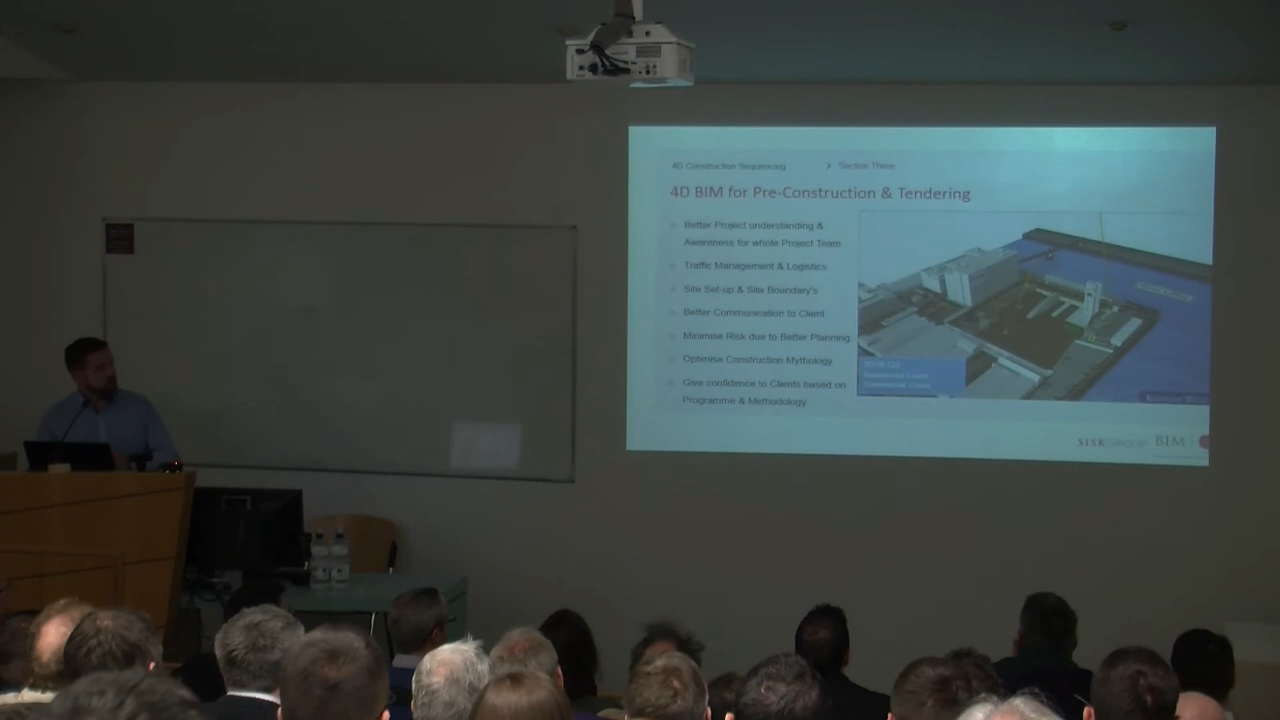 4D Construction Sequencing > Section Three
4D BIM for Pre-Construction & Tendering
Better Project understanding &
Awareness for whole Project Team
Traffic Management & Logistics
Site Set-up & Site Boundary's
Better Communication to Client
Minimise Risk due to Better Planning
Optimise Construction Mythology
Give confidence to Clients based on
Programme & Methodology
SISK GROUP BIM